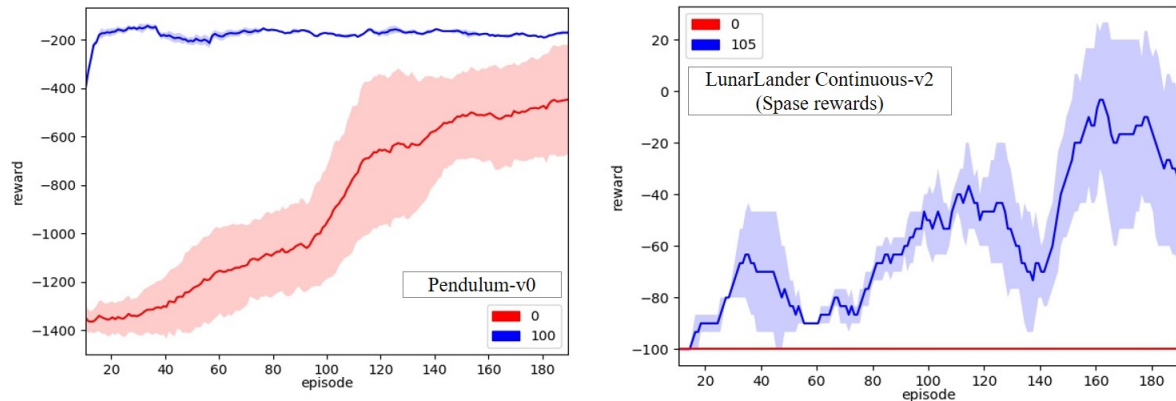 −200
−400
−600
−800
−1000
−1200
−1400
reward
20 40 60 80 100 120 140 160 180
episode
Pendulum-v0
0
100
20
0
−20
−40
−60
−80
−100
reward
20 40 60 80 100 120 140 160 180
episode
0
105
LunarLander Continuous-v2
(Spase rewards)